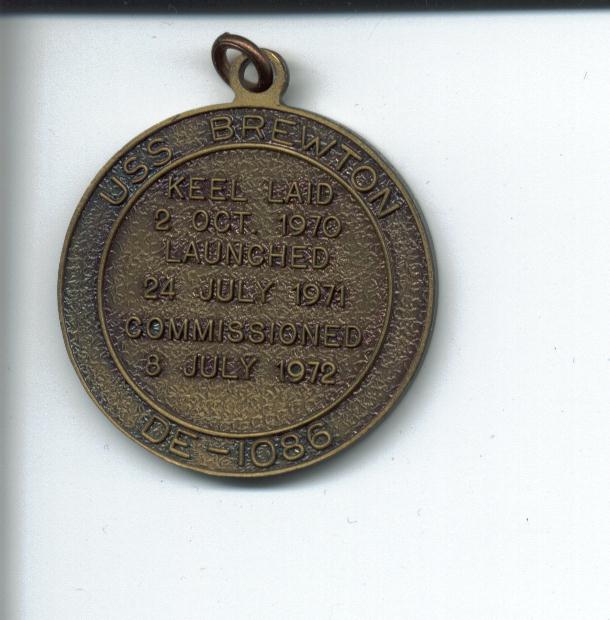 USS BREWTON
KEEL LAID
2 OCT. 1970
LAUNCHED
24 JULY 1971
COMMISSIONED
8 JULY 1972
DE-1086